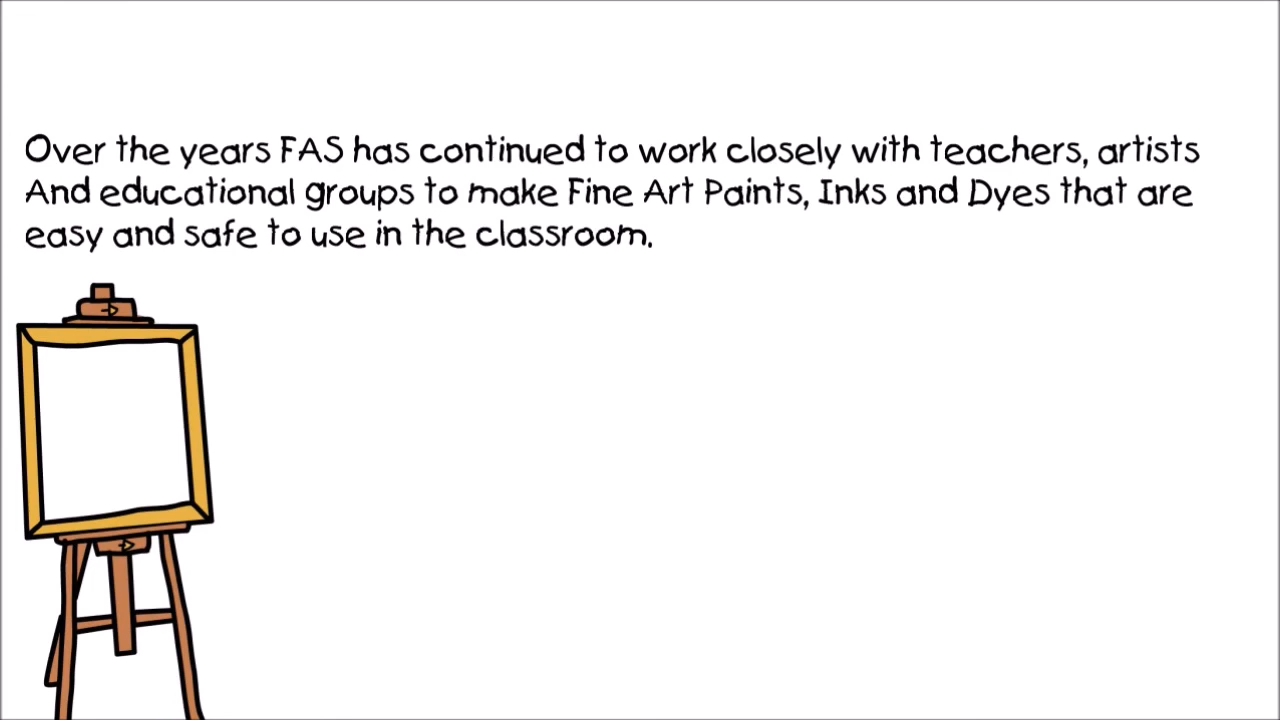 Over the years FAS has continued to work closely with teachers, artists
And educational groups to make Fine Art Paints, Inks and Dyes that are
easy and safe to use in the classroom.